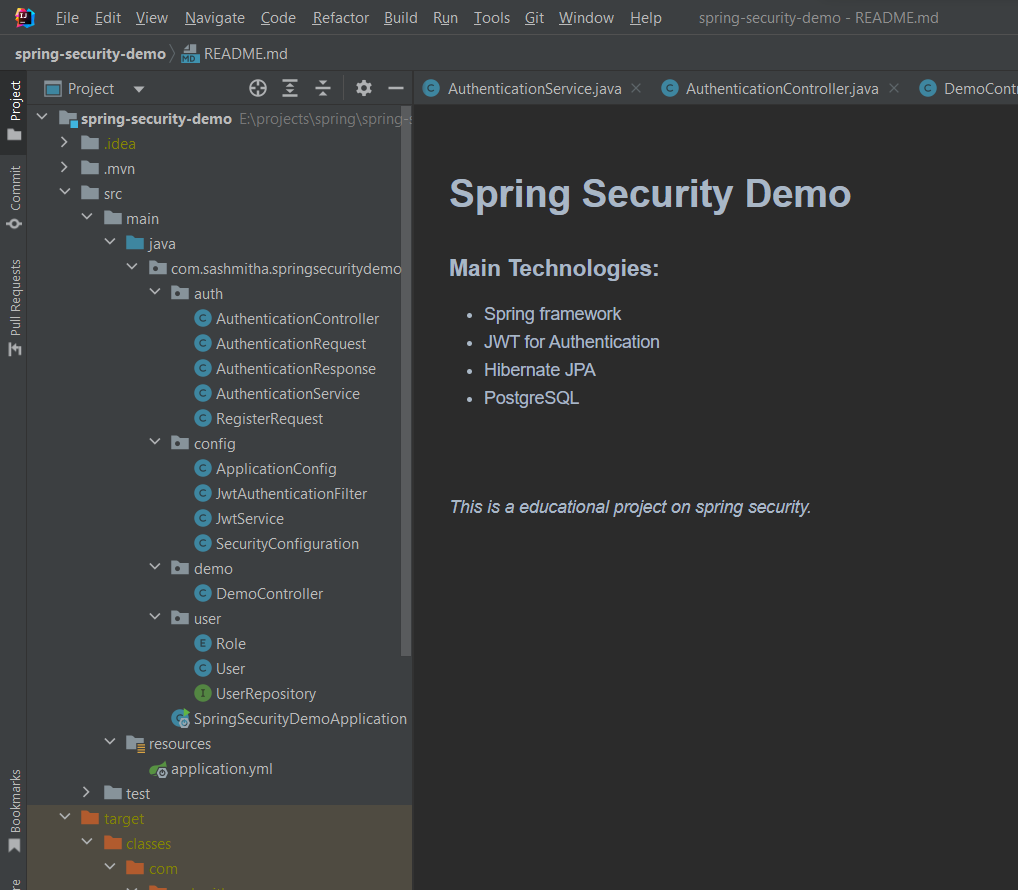 File Edit View Navigate Code Refactor Build Run Tools Git Window Help spring-security-demo - README.md
spring-security-demo README.md
Project
AuthenticationService.java AuthenticationController.java
Project
Commit
Pull Requests
Bookmarks
spring-security-demo E:\projects\spring\spring-
.idea
.mvn
src
main
java
com.sashmitha.springsecuritydemo
auth
AuthenticationController
AuthenticationRequest
AuthenticationResponse
AuthenticationService
RegisterRequest
config
ApplicationConfig
JwtAuthenticationFilter
JwtService
SecurityConfiguration
demo
DemoController
user
Role
User
UserRepository
SpringSecurityDemoApplication
resources
application.yml
test
target
classes
com
Spring Security Demo
Main Technologies:
• Spring framework
• JWT for Authentication
• Hibernate JPA
• PostgreSQL
This is a educational project on spring security.